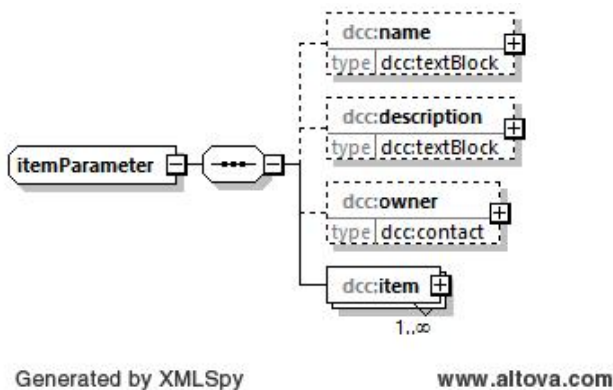 dcc:name
type dcc:textBlock
dcc:description
type dcc:textBlock
itemParameter
dcc:owner
type dcc:contact
dcc:item
1..∞
Generated by XMLSpy www.altova.com